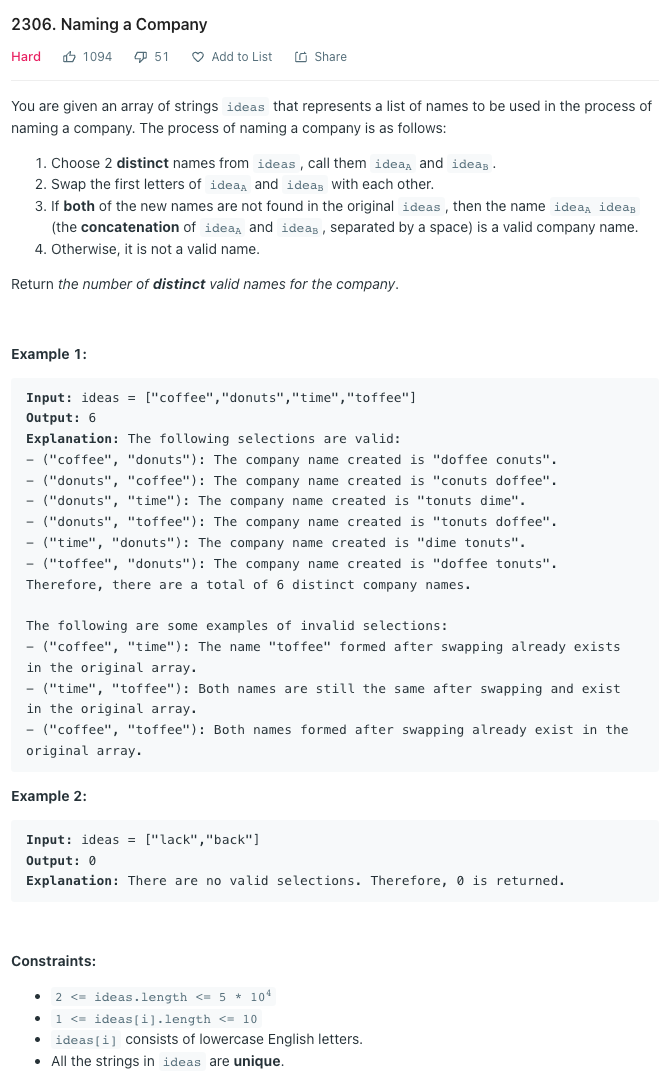 2306. Naming a Company
Hard 1094 51 Add to List Share
You are given an array of strings ideas that represents a list of names to be used in the process of
naming a company. The process of naming a company is as follows:
1. Choose 2 distinct names from ideas, call them ideaA and ideaB.
2. Swap the first letters of ideaA and ideaB with each other.
3. If both of the new names are not found in the original ideas, then the name ideaA ideaB
(the concatenation of ideaA and ideaB, separated by a space) is a valid company name.
4. Otherwise, it is not a valid name.
Return the number of distinct valid names for the company.
Example 1:
Input: ideas = ["coffee","donuts","time","toffee"]
Output: 6
Explanation: The following selections are valid:
- ("coffee", "donuts"): The company name created is "doffee conuts".
- ("donuts", "coffee"): The company name created is "conuts doffee".
- ("donuts", "time"): The company name created is "tonuts dime".
- ("donuts", "toffee"): The company name created is "tonuts doffee".
- ("time", "donuts"): The company name created is "dime tonuts".
- ("toffee", "donuts"): The company name created is "doffee tonuts".
Therefore, there are a total of 6 distinct company names.
The following are some examples of invalid selections:
- ("coffee", "time"): The name "toffee" formed after swapping already exists
in the original array.
- ("time", "toffee"): Both names are still the same after swapping and exist
in the original array.
- ("coffee", "toffee"): Both names formed after swapping already exist in the
original array.
Example 2:
Input: ideas = ["lack","back"]
Output: 0
Explanation: There are no valid selections. Therefore, 0 is returned.
Constraints:
• 2 <= ideas.length <= 5 * 10⁴
• 1 <= ideas[i].length <= 10
• ideas[i] consists of lowercase English letters.
• All the strings in ideas are unique.